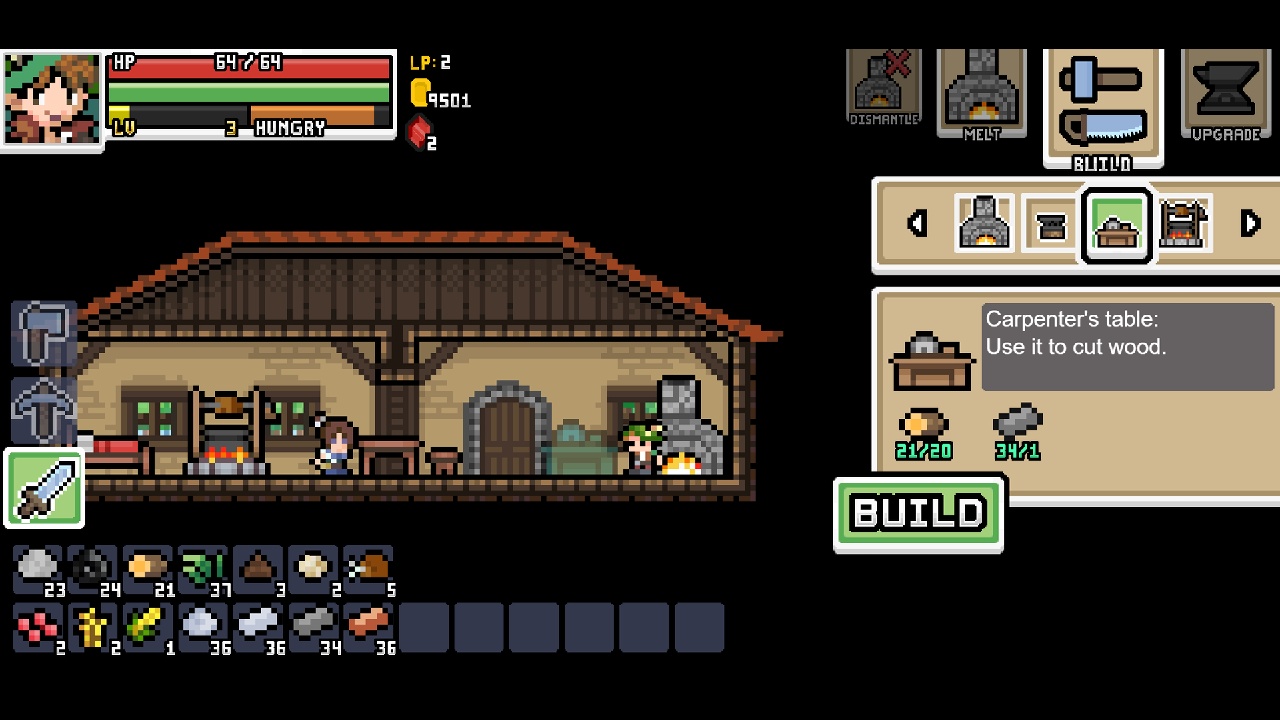 HP 64/64
LP: 2
9501
LV 3 HUNGRY
2
DISMANTLE
MELT
BUILD
UPGRADE
Carpenter's table:
Use it to cut wood.
21/20 34/1
BUILD
23 24 21 37 3 2 5
2 2 1 36 36 34 36